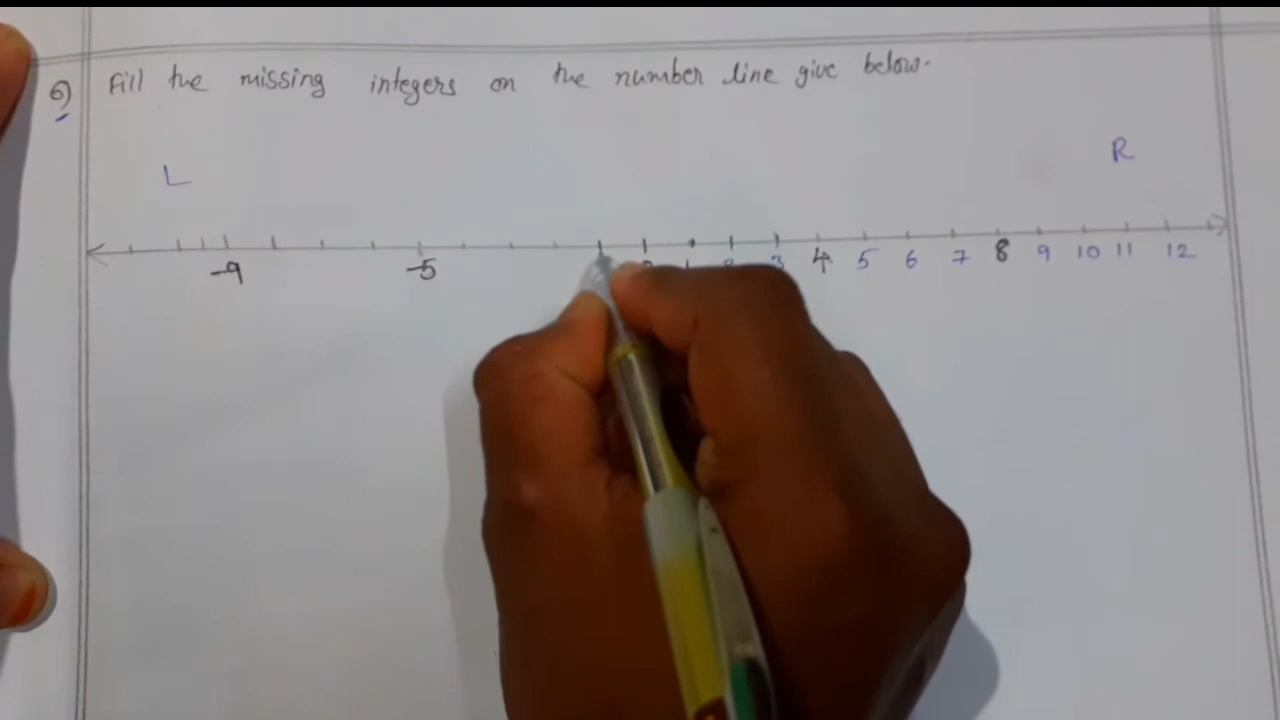 6) Fill the missing integers on the number line give below.
L R
-9 -5 3 4 5 6 7 8 9 10 11 12